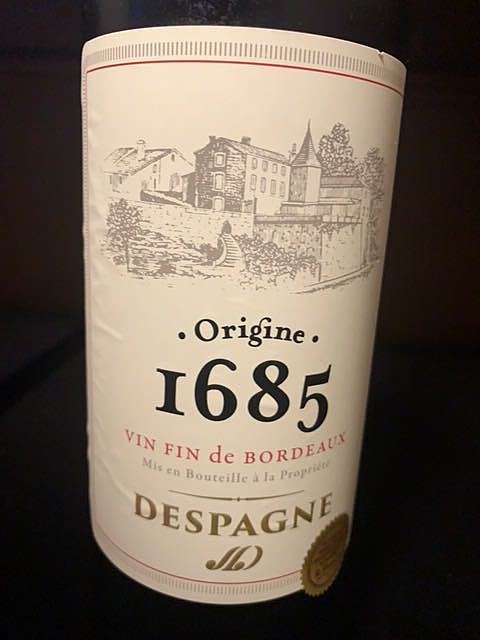 • Origine •
1685
VIN FIN de BORDEAUX
Mis en Bouteille à la Propriété
DESPAGNE